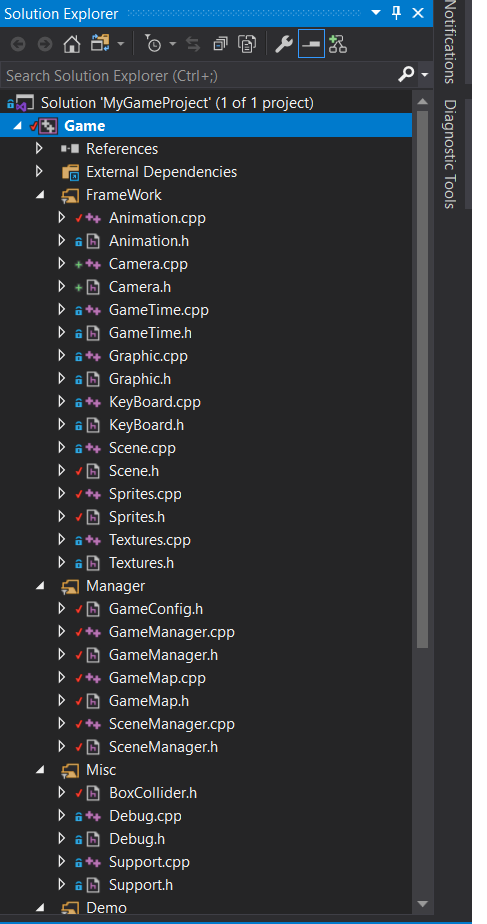 Solution Explorer
Search Solution Explorer (Ctrl+;)
Solution 'MyGameProject' (1 of 1 project)
Game
References
External Dependencies
FrameWork
Animation.cpp
Animation.h
Camera.cpp
Camera.h
GameTime.cpp
GameTime.h
Graphic.cpp
Graphic.h
KeyBoard.cpp
KeyBoard.h
Scene.cpp
Scene.h
Sprites.cpp
Sprites.h
Textures.cpp
Textures.h
Manager
GameConfig.h
GameManager.cpp
GameManager.h
GameMap.cpp
GameMap.h
SceneManager.cpp
SceneManager.h
Misc
BoxCollider.h
Debug.cpp
Debug.h
Support.cpp
Support.h
Demo
Notifications
Diagnostic Tools